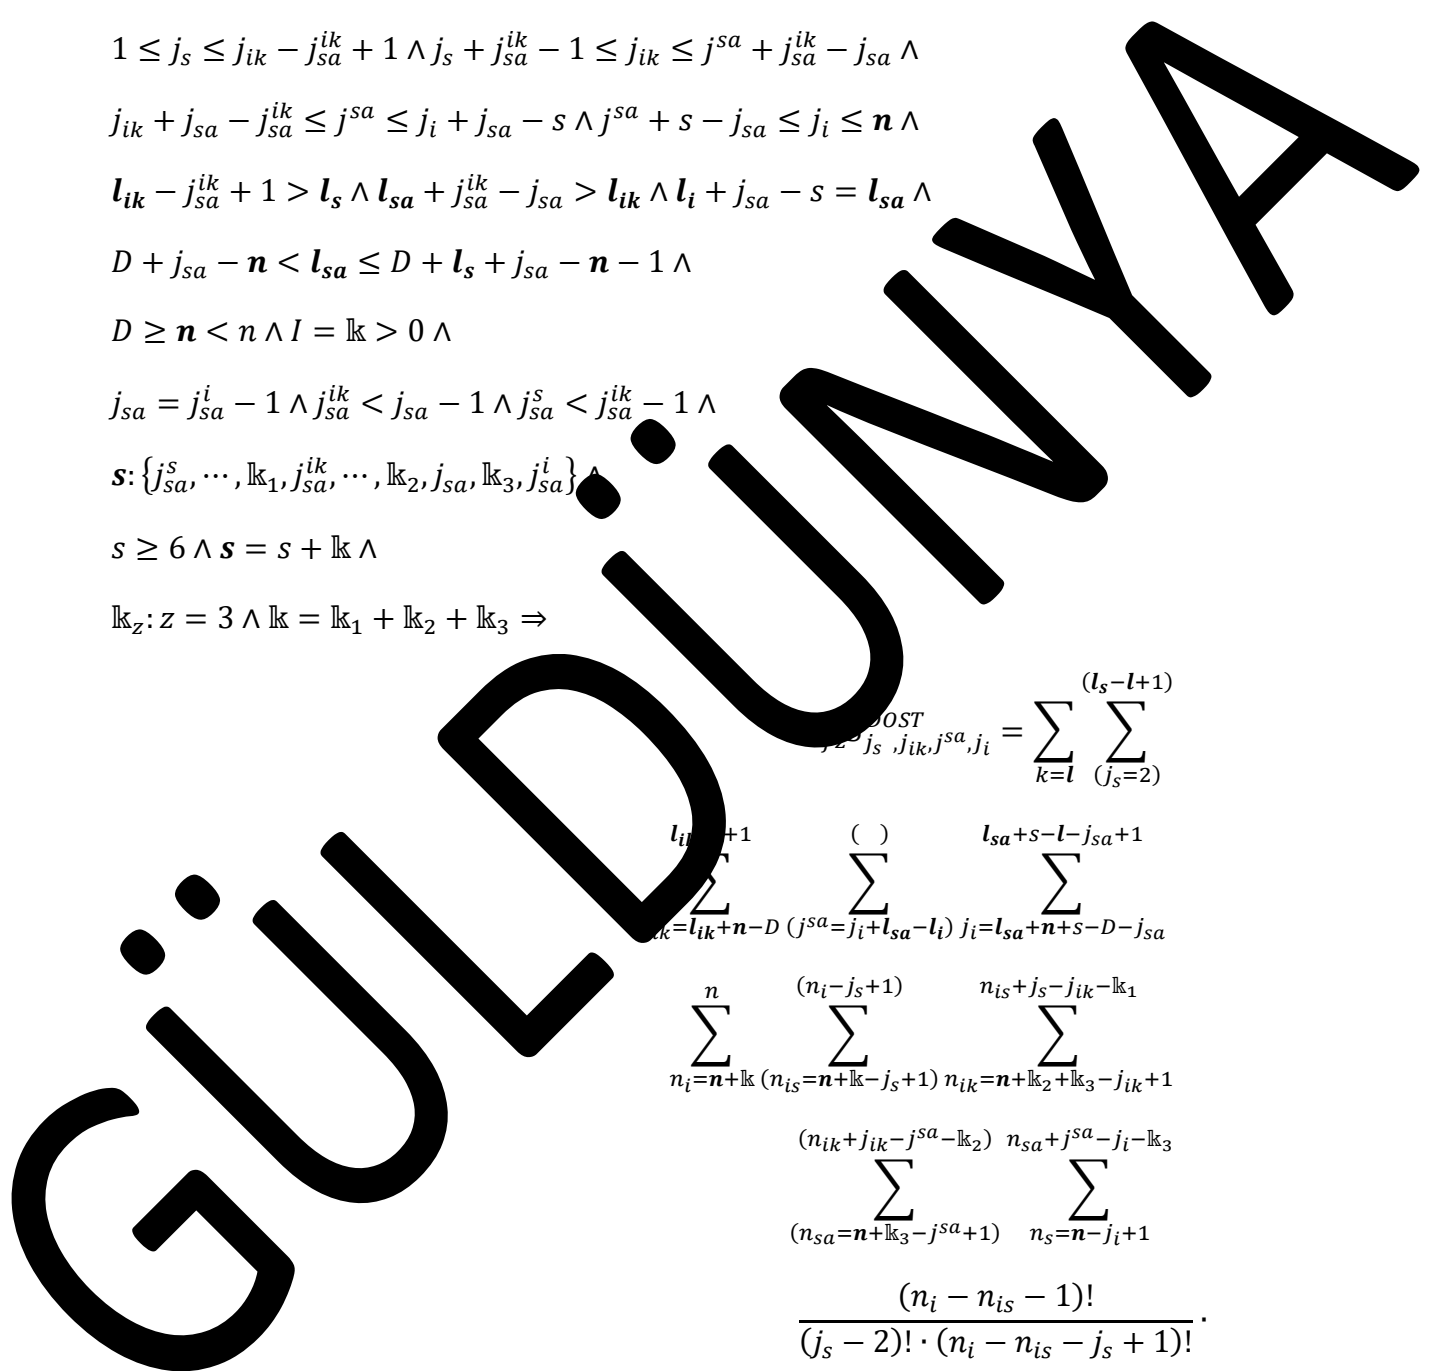 1 ≤ j_s ≤ j_{ik} − j_{sa}^{ik} + 1 ∧ j_s + j_{sa}^{ik} − 1 ≤ j_{ik} ≤ j^{sa} + j_{sa}^{ik} − j_{sa} ∧
j_{ik} + j_{sa} − j_{sa}^{ik} ≤ j^{sa} ≤ j_i + j_{sa} − s ∧ j^{sa} + s − j_{sa} ≤ j_i ≤ n ∧
l_{ik} − j_{sa}^{ik} + 1 > l_s ∧ l_{sa} + j_{sa}^{ik} − j_{sa} > l_{ik} ∧ l_i + j_{sa} − s = l_{sa} ∧
D + j_{sa} − n < l_{sa} ≤ D + l_s + j_{sa} − n − 1 ∧
D ≥ n < n ∧ I = 𝕜 > 0 ∧
j_{sa} = j_{sa}^i − 1 ∧ j_{sa}^{ik} < j_{sa} − 1 ∧ j_{sa}^s < j_{sa}^{ik} − 1 ∧
s: {j_{sa}^s, ⋯, 𝕜_1, j_{sa}^{ik}, ⋯, 𝕜_2, j_{sa}, 𝕜_3, j_{sa}^i} ∧
s ≥ 6 ∧ s = s + 𝕜 ∧
𝕜_z: z = 3 ∧ 𝕜 = 𝕜_1 + 𝕜_2 + 𝕜_3 ⇒
DOST_{j_s, j_{ik}, j^{sa}, j_i} = ∑_{k=l} ∑_{(j_s=2)}^{(l_s−l+1)}
∑_{=l_{ik}+n−D}^{+1} ∑_{(j^{sa}=j_i+l_{sa}−l_i)}^{( )} ∑_{j_i=l_{sa}+n+s−D−j_{sa}}^{l_{sa}+s−l−j_{sa}+1}
∑_{n_i=n+𝕜}^{n} ∑_{(n_{is}=n+𝕜−j_s+1)}^{(n_i−j_s+1)} ∑_{n_{ik}=n+𝕜_2+𝕜_3−j_{ik}+1}^{n_{is}+j_s−j_{ik}−𝕜_1}
∑_{(n_{sa}=n+𝕜_3−j^{sa}+1)}^{(n_{ik}+j_{ik}−j^{sa}−𝕜_2)} ∑_{n_s=n−j_i+1}^{n_{sa}+j^{sa}−j_i−𝕜_3}
(n_i − n_{is} − 1)! / ((j_s − 2)! · (n_i − n_{is} − j_s + 1)!) ·
GÜLDÜNYA